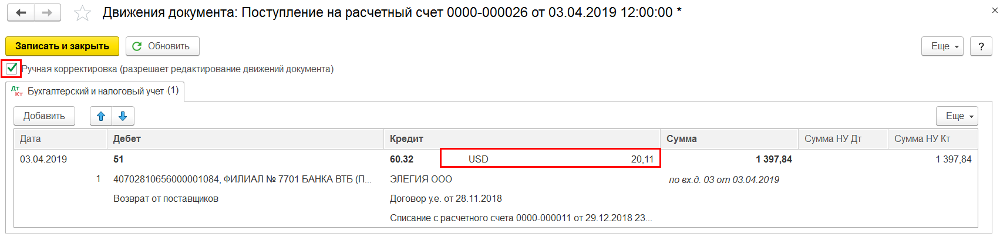 Движения документа: Поступление на расчетный счет 0000-000026 от 03.04.2019 12:00:00 *
Записать и закрыть Обновить Еще ?
Ручная корректировка (разрешает редактирование движений документа)
Дт Кт Бухгалтерский и налоговый учет (1)
Добавить Еще
Дата Дебет Кредит Сумма Сумма НУ Дт Сумма НУ Кт
03.04.2019 51 60.32 USD 20,11 1 397,84 1 397,84
1 40702810656000001084, ФИЛИАЛ № 7701 БАНКА ВТБ (П... ЭЛЕГИЯ ООО по вх.д. 03 от 03.04.2019
Возврат от поставщиков Договор у.е. от 28.11.2018
Списание с расчетного счета 0000-000011 от 29.12.2018 23...